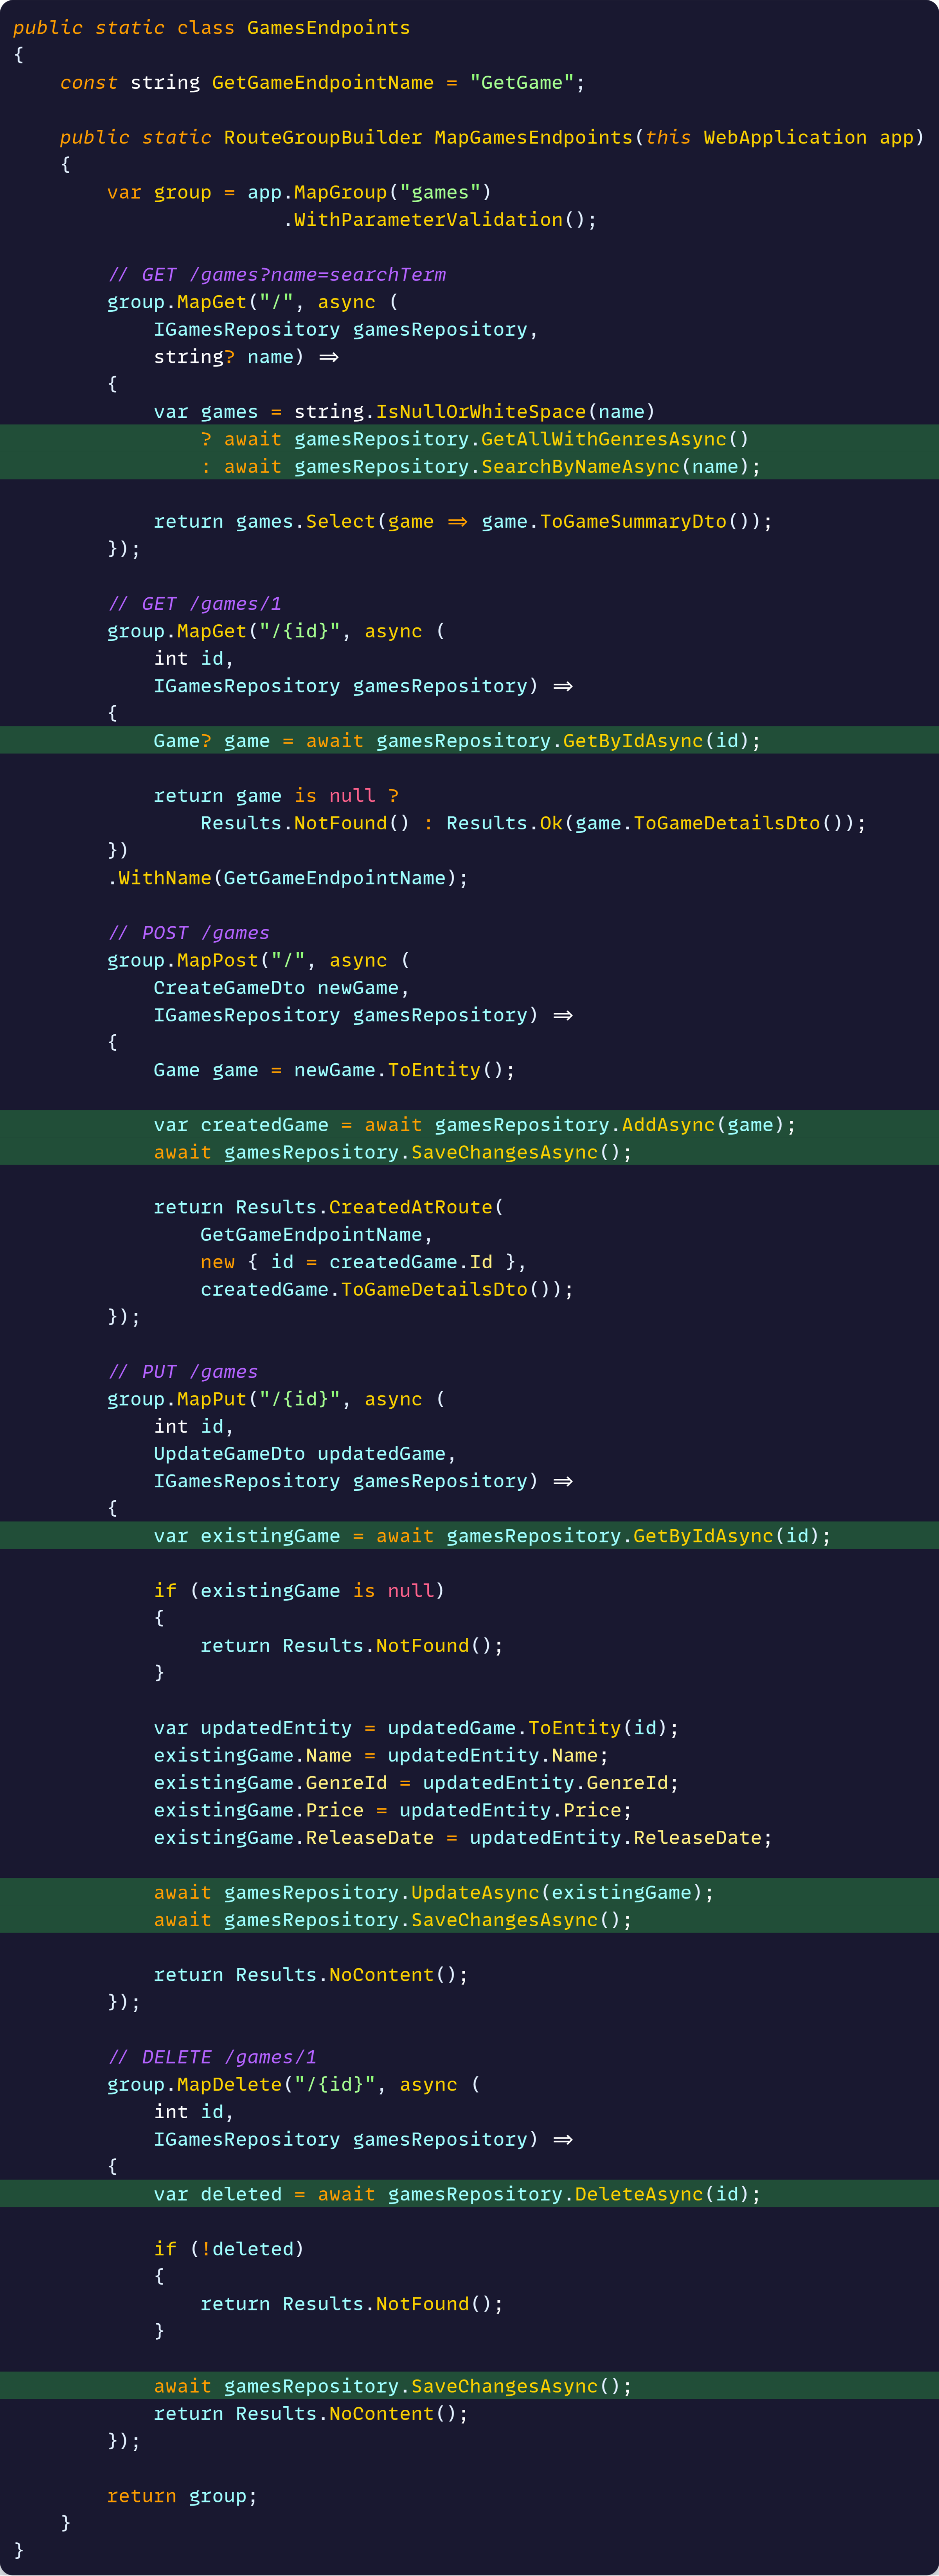 public static class GamesEndpoints
{
    const string GetGameEndpointName = "GetGame";

    public static RouteGroupBuilder MapGamesEndpoints(this WebApplication app)
    {
        var group = app.MapGroup("games")
                       .WithParameterValidation();

        // GET /games?name=searchTerm
        group.MapGet("/", async (
            IGamesRepository gamesRepository,
            string? name) =>
        {
            var games = string.IsNullOrWhiteSpace(name)
                ? await gamesRepository.GetAllWithGenresAsync()
                : await gamesRepository.SearchByNameAsync(name);

            return games.Select(game => game.ToGameSummaryDto());
        });

        // GET /games/1
        group.MapGet("/{id}", async (
            int id,
            IGamesRepository gamesRepository) =>
        {
            Game? game = await gamesRepository.GetByIdAsync(id);

            return game is null ?
                Results.NotFound() : Results.Ok(game.ToGameDetailsDto());
        })
        .WithName(GetGameEndpointName);

        // POST /games
        group.MapPost("/", async (
            CreateGameDto newGame,
            IGamesRepository gamesRepository) =>
        {
            Game game = newGame.ToEntity();

            var createdGame = await gamesRepository.AddAsync(game);
            await gamesRepository.SaveChangesAsync();

            return Results.CreatedAtRoute(
                GetGameEndpointName,
                new { id = createdGame.Id },
                createdGame.ToGameDetailsDto());
        });

        // PUT /games
        group.MapPut("/{id}", async (
            int id,
            UpdateGameDto updatedGame,
            IGamesRepository gamesRepository) =>
        {
            var existingGame = await gamesRepository.GetByIdAsync(id);

            if (existingGame is null)
            {
                return Results.NotFound();
            }

            var updatedEntity = updatedGame.ToEntity(id);
            existingGame.Name = updatedEntity.Name;
            existingGame.GenreId = updatedEntity.GenreId;
            existingGame.Price = updatedEntity.Price;
            existingGame.ReleaseDate = updatedEntity.ReleaseDate;

            await gamesRepository.UpdateAsync(existingGame);
            await gamesRepository.SaveChangesAsync();

            return Results.NoContent();
        });

        // DELETE /games/1
        group.MapDelete("/{id}", async (
            int id,
            IGamesRepository gamesRepository) =>
        {
            var deleted = await gamesRepository.DeleteAsync(id);

            if (!deleted)
            {
                return Results.NotFound();
            }

            await gamesRepository.SaveChangesAsync();
            return Results.NoContent();
        });

        return group;
    }
}